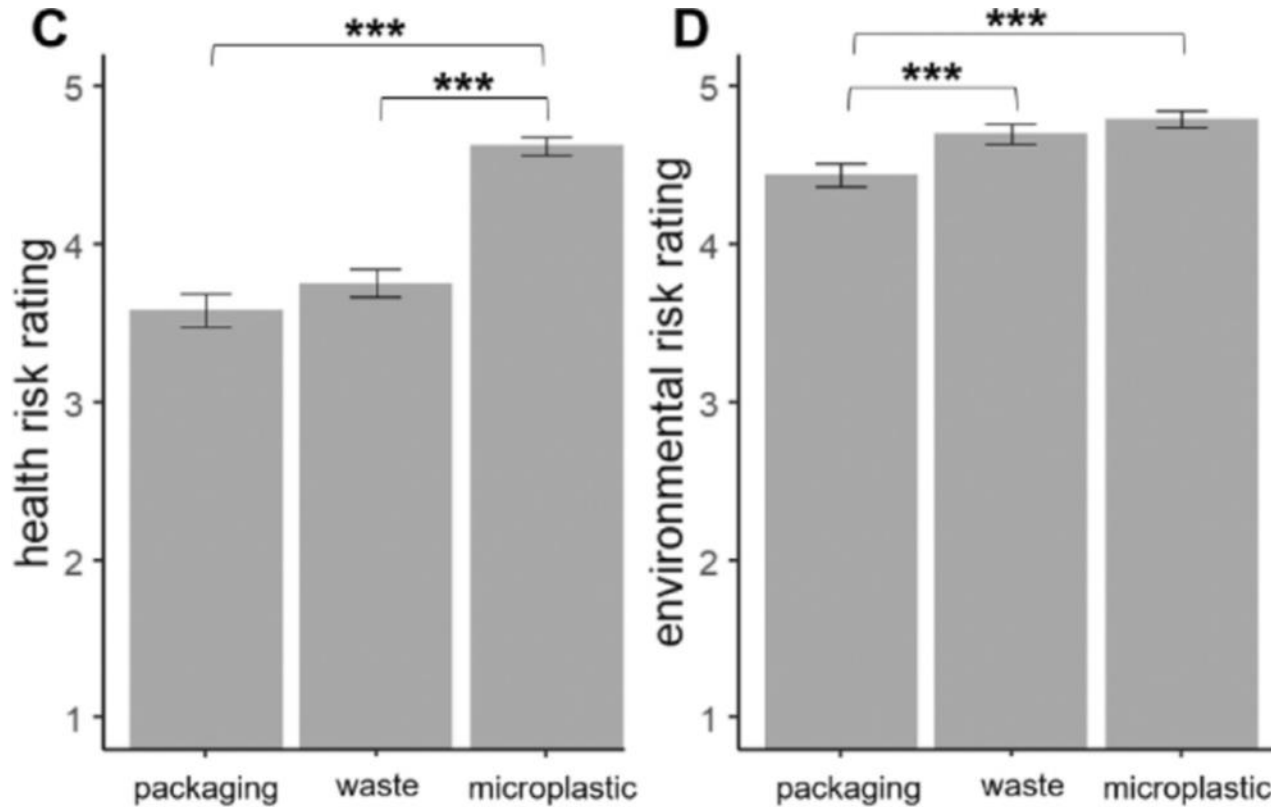 C
***
***
5
4
3
2
1
health risk rating
packaging
waste
microplastic
D
***
***
5
4
3
2
1
environmental risk rating
packaging
waste
microplastic